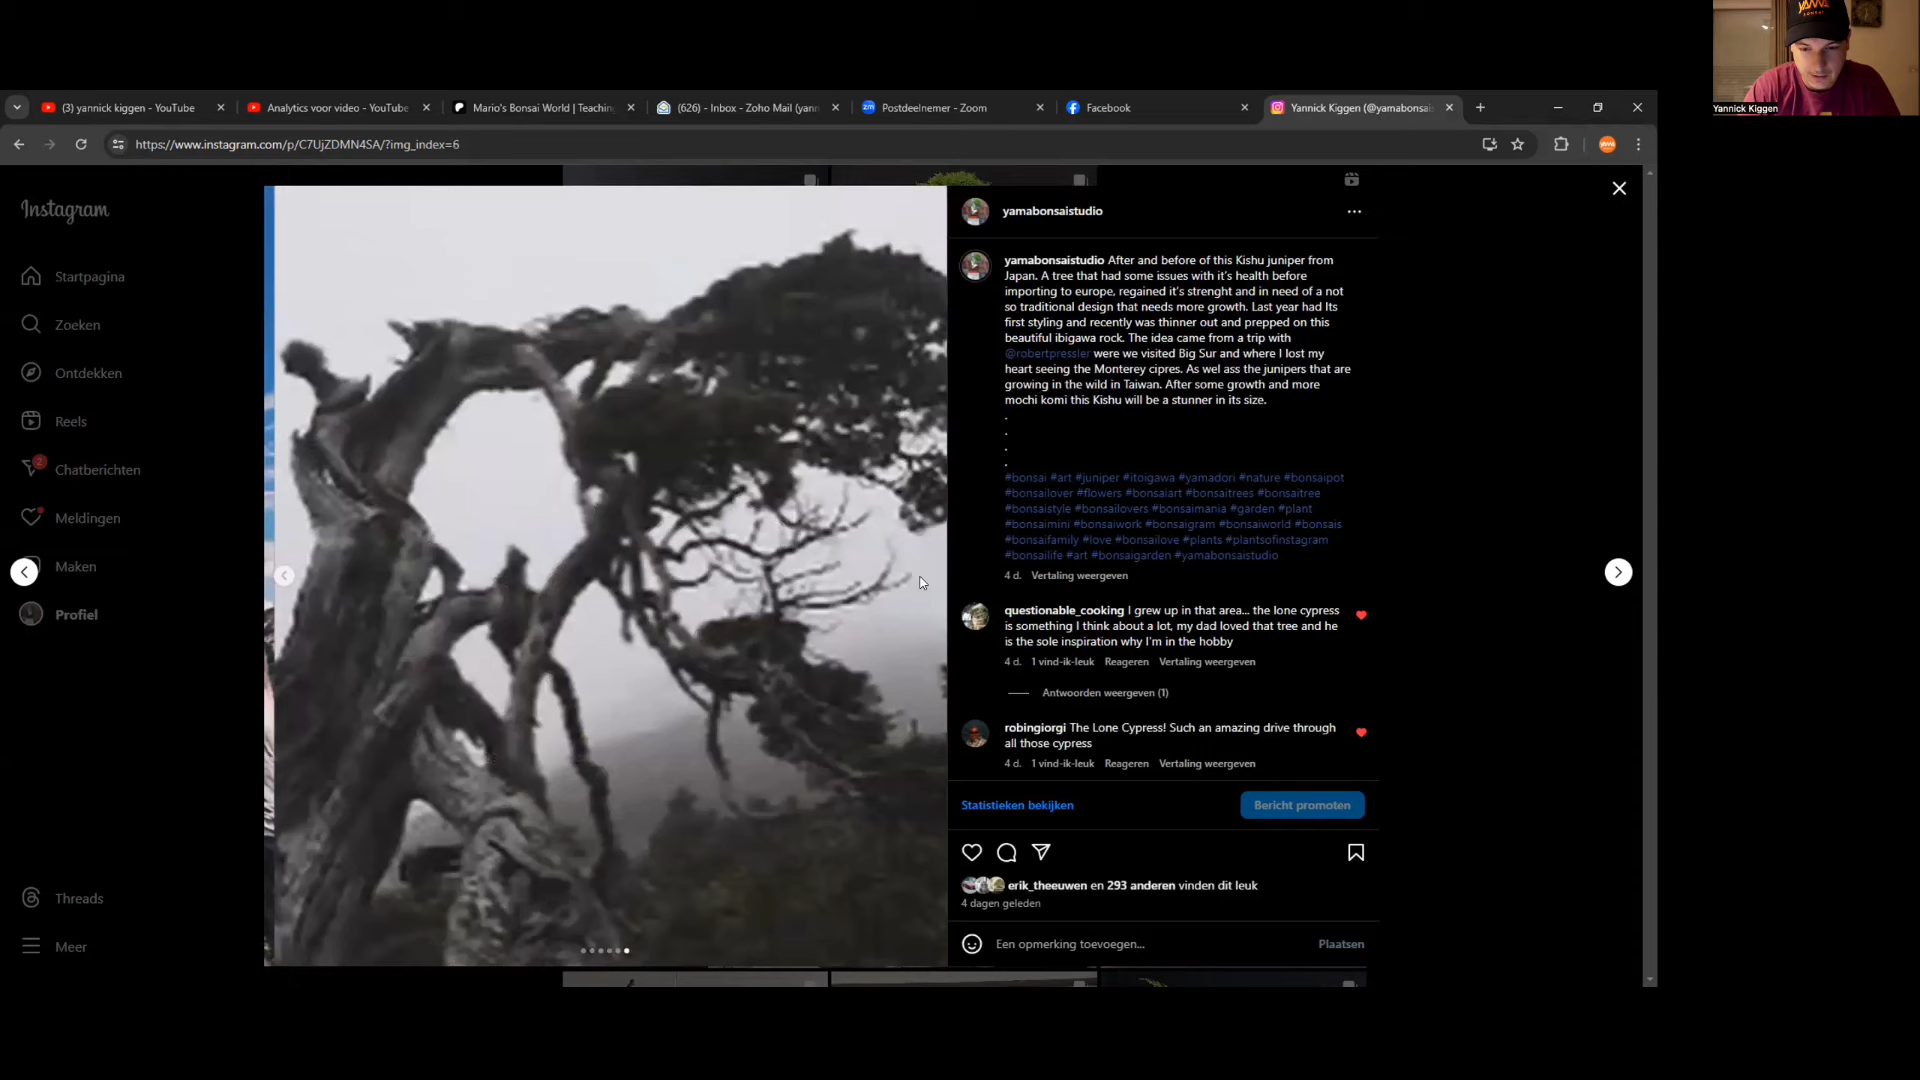 YAMA
Yannick Kiggen
(3) yannick kiggen - YouTube
Analytics voor video - YouTube
Mario's Bonsai World | Teaching
(626) - Inbox - Zoho Mail (yann
Postdeelnemer - Zoom
Facebook
Yannick Kiggen (@yamabonsai
https://www.instagram.com/p/C7UjZDMN4SA/?img_index=6
Instagram
Startpagina
Zoeken
Ontdekken
Reels
2
Chatberichten
Meldingen
Maken
Profiel
Threads
Meer
yamabonsaistudio
yamabonsaistudio After and before of this Kishu juniper from
Japan. A tree that had some issues with it's health before
importing to europe, regained it's strenght and in need of a not
so traditional design that needs more growth. Last year had Its
first styling and recently was thinner out and prepped on this
beautiful ibigawa rock. The idea came from a trip with
@robertpressler were we visited Big Sur and where I lost my
heart seeing the Monterey cipres. As wel ass the junipers that are
growing in the wild in Taiwan. After some growth and more
mochi komi this Kishu will be a stunner in its size.
.
.
.
.
#bonsai #art #juniper #itoigawa #yamadori #nature #bonsaipot
#bonsailover #flowers #bonsaiart #bonsaitrees #bonsaitree
#bonsaistyle #bonsailovers #bonsaimania #garden #plant
#bonsaimini #bonsaiwork #bonsaigram #bonsaiworld #bonsais
#bonsaifamily #love #bonsailove #plants #plantsofinstagram
#bonsailife #art #bonsaigarden #yamabonsaistudio
4 d. Vertaling weergeven
questionable_cooking I grew up in that area... the lone cypress
is something I think about a lot, my dad loved that tree and he
is the sole inspiration why I'm in the hobby
4 d. 1 vind-ik-leuk Reageren Vertaling weergeven
Antwoorden weergeven (1)
robingiorgi The Lone Cypress! Such an amazing drive through
all those cypress
4 d. 1 vind-ik-leuk Reageren Vertaling weergeven
Statistieken bekijken
Bericht promoten
erik_theeuwen en 293 anderen vinden dit leuk
4 dagen geleden
Een opmerking toevoegen...
Plaatsen